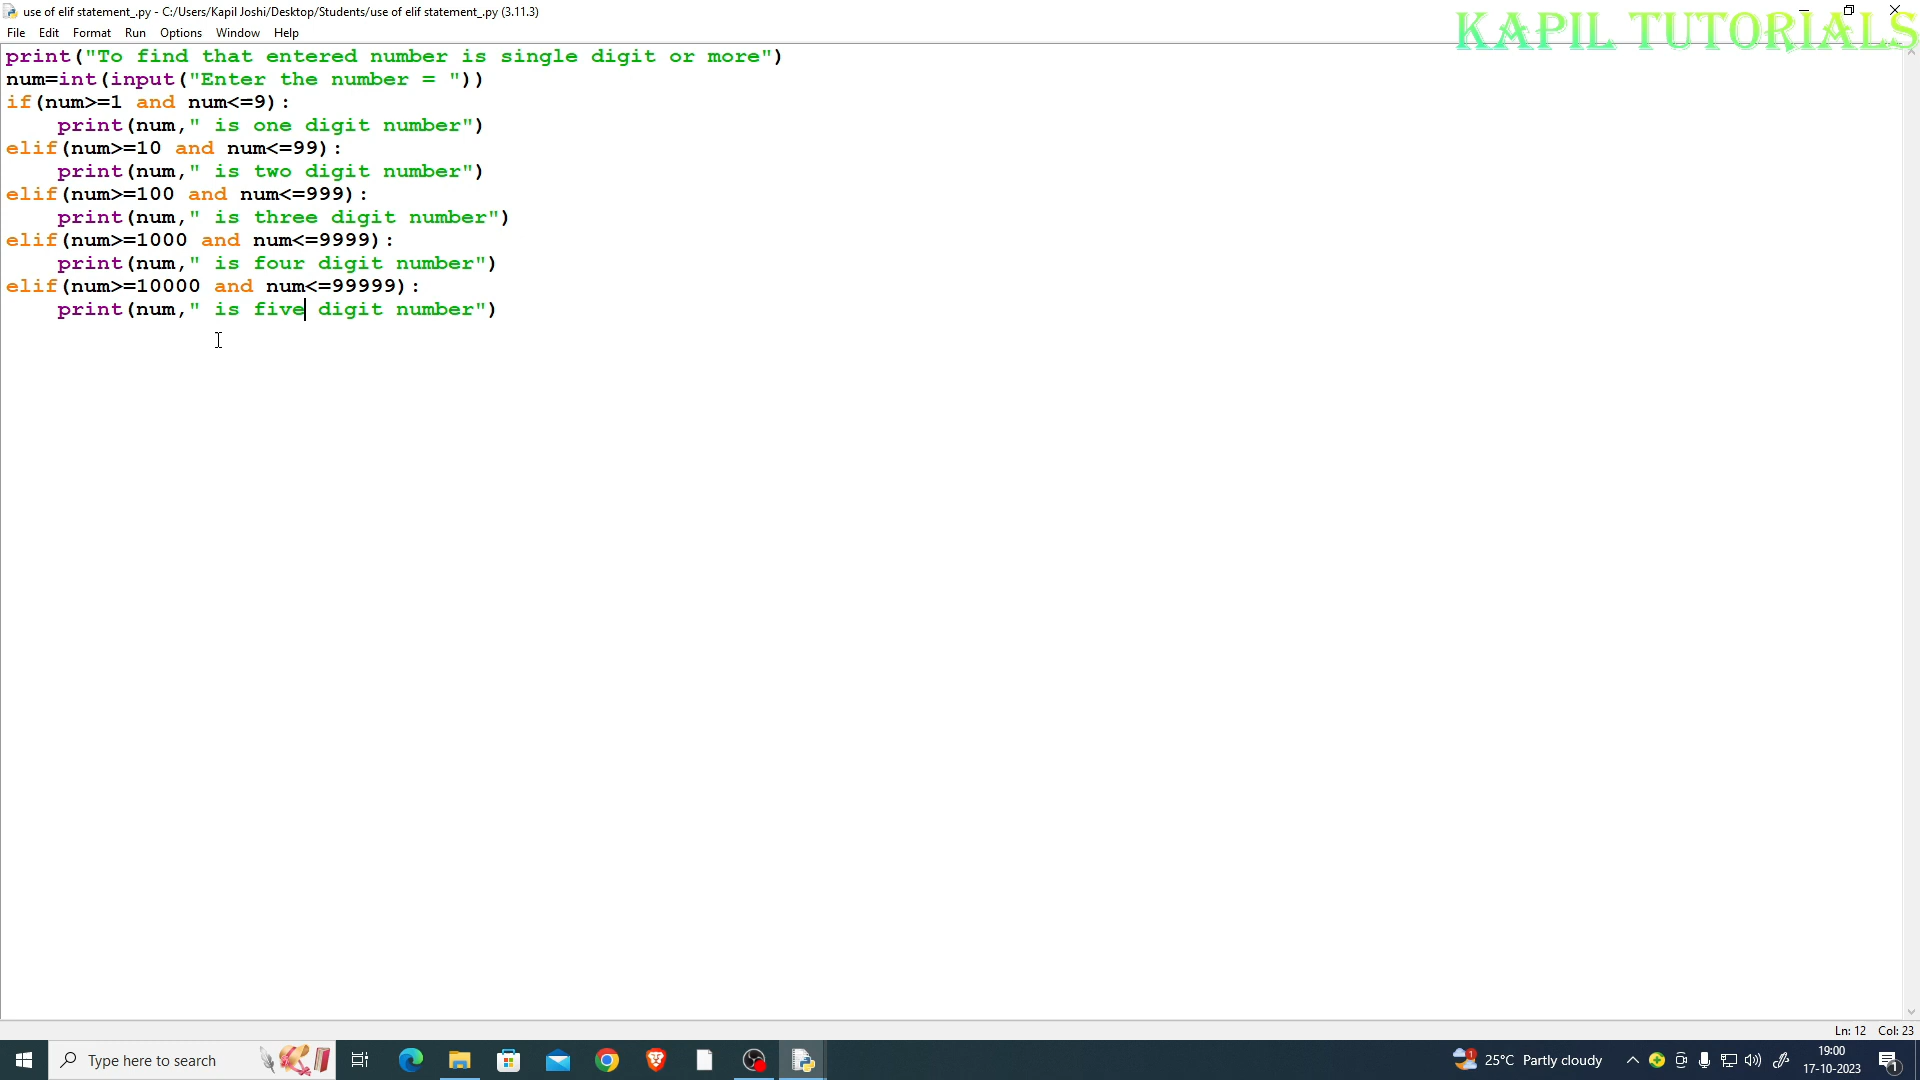 use of elif statement_.py - C:/Users/Kapil Joshi/Desktop/Students/use of elif statement_.py (3.11.3)
KAPIL TUTORIALS
File Edit Format Run Options Window Help
print("To find that entered number is single digit or more")
num=int(input("Enter the number = "))
if(num>=1 and num<=9):
    print(num," is one digit number")
elif(num>=10 and num<=99):
    print(num," is two digit number")
elif(num>=100 and num<=999):
    print(num," is three digit number")
elif(num>=1000 and num<=9999):
    print(num," is four digit number")
elif(num>=10000 and num<=99999):
    print(num," is five digit number")
Ln: 12 Col: 23
Type here to search
1
25°C Partly cloudy
19:00
17-10-2023
1